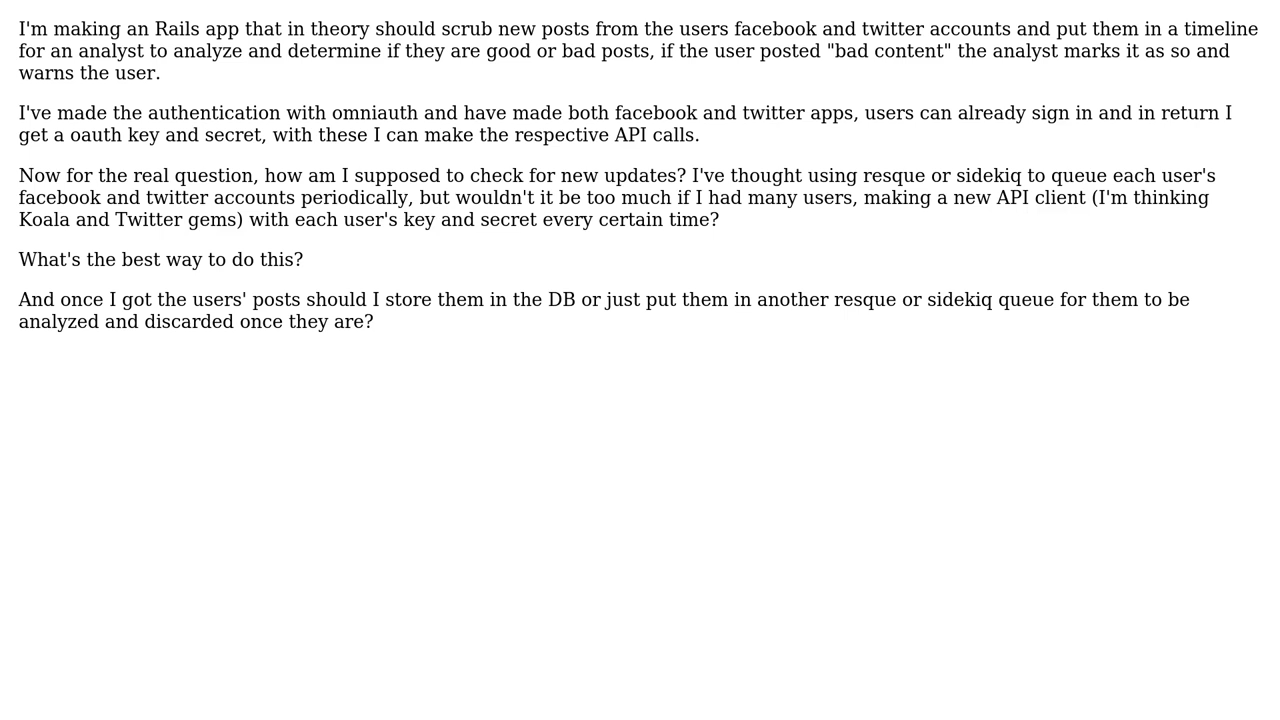 I'm making an Rails app that in theory should scrub new posts from the users facebook and twitter accounts and put them in a timeline
for an analyst to analyze and determine if they are good or bad posts, if the user posted "bad content" the analyst marks it as so and
warns the user.
I've made the authentication with omniauth and have made both facebook and twitter apps, users can already sign in and in return I
get a oauth key and secret, with these I can make the respective API calls.
Now for the real question, how am I supposed to check for new updates? I've thought using resque or sidekiq to queue each user's
facebook and twitter accounts periodically, but wouldn't it be too much if I had many users, making a new API client (I'm thinking
Koala and Twitter gems) with each user's key and secret every certain time?
What's the best way to do this?
And once I got the users' posts should I store them in the DB or just put them in another resque or sidekiq queue for them to be
analyzed and discarded once they are?